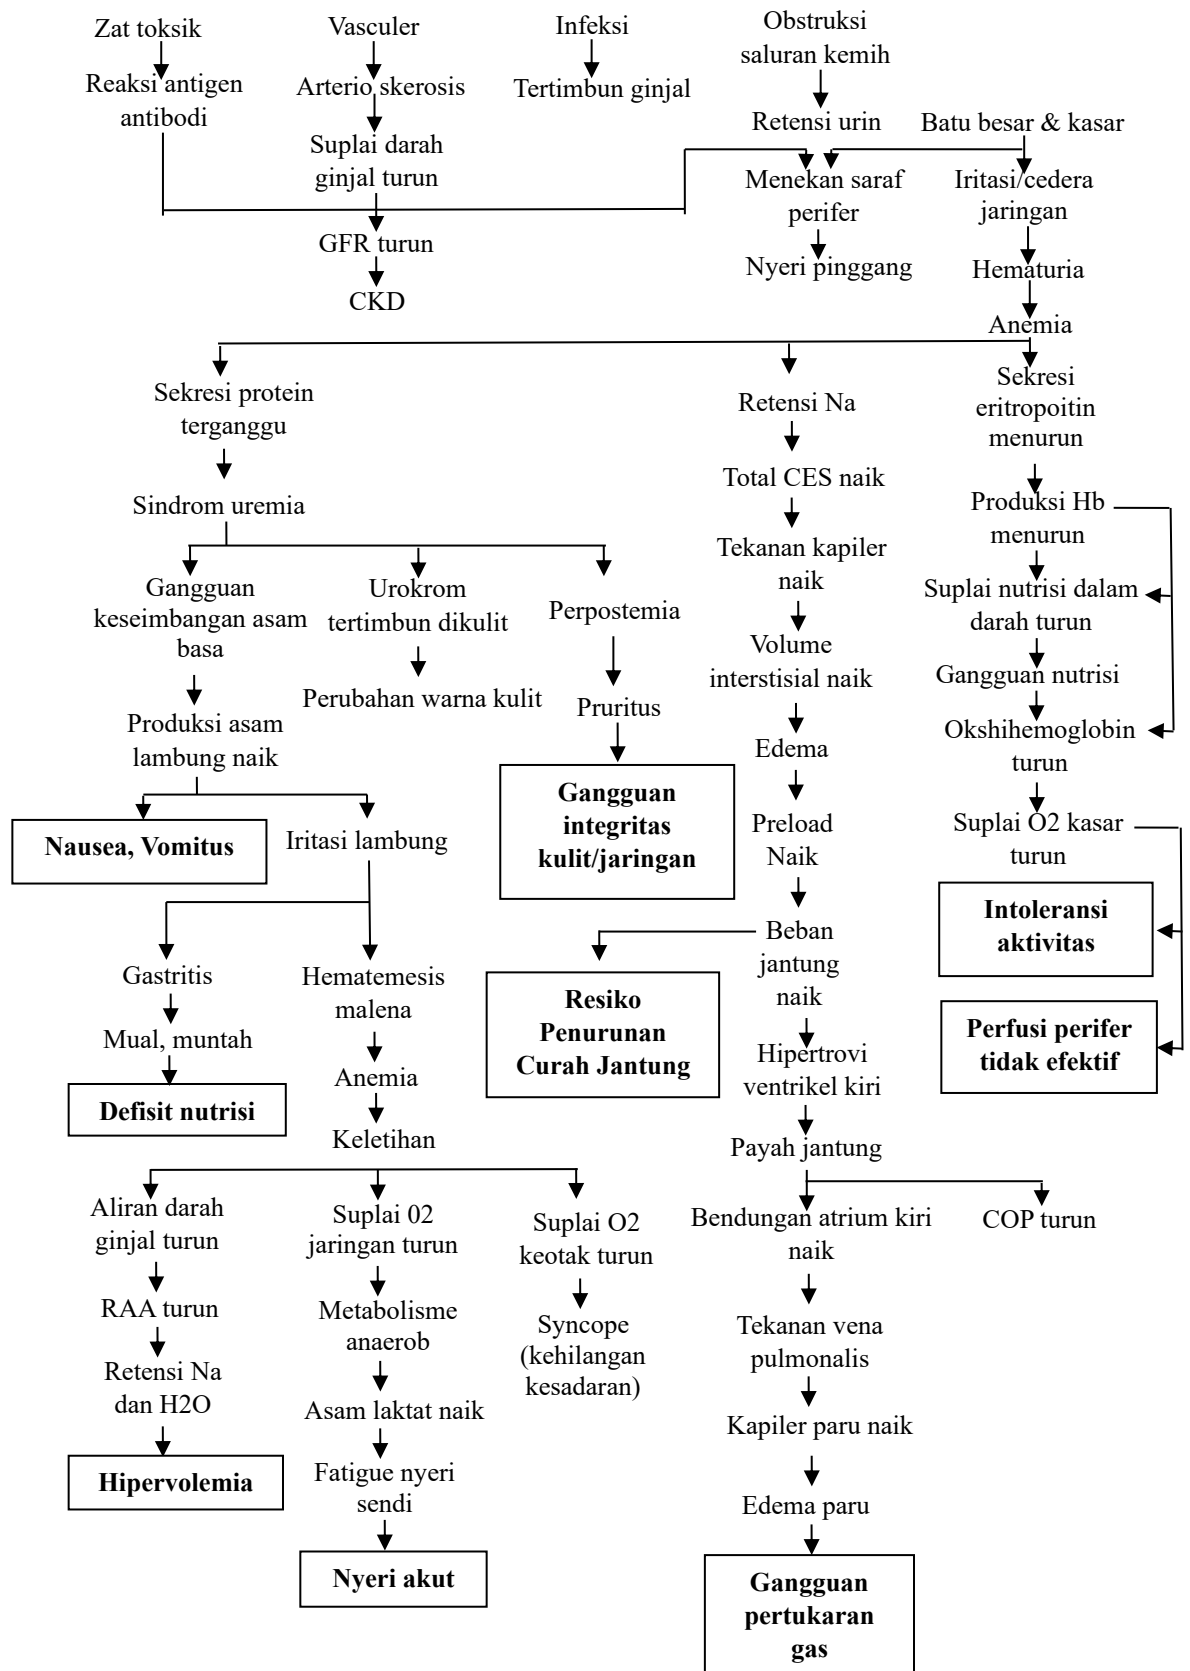 Zat toksik
Vasculer
Infeksi
Obstruksi
saluran kemih
Reaksi antigen
antibodi
Arterio skerosis
Tertimbun ginjal
Retensi urin
Batu besar & kasar
Suplai darah
ginjal turun
Menekan saraf
perifer
Iritasi/cedera
jaringan
GFR turun
Nyeri pinggang
Hematuria
CKD
Anemia
Sekresi protein
terganggu
Retensi Na
Sekresi
eritropoitin
menurun
Sindrom uremia
Total CES naik
Produksi Hb
menurun
Gangguan
keseimbangan asam
basa
Urokrom
tertimbun dikulit
Perpostemia
Tekanan kapiler
naik
Suplai nutrisi dalam
darah turun
Perubahan warna kulit
Pruritus
Volume
interstisial naik
Gangguan nutrisi
Produksi asam
lambung naik
Edema
Okshihemoglobin
turun
Nausea, Vomitus
Iritasi lambung
Gangguan
integritas
kulit/jaringan
Preload
Naik
Suplai O2 kasar
turun
Gastritis
Hematemesis
malena
Beban
jantung
naik
Intoleransi
aktivitas
Mual, muntah
Resiko
Penurunan
Curah Jantung
Hipertrovi
ventrikel kiri
Perfusi perifer
tidak efektif
Defisit nutrisi
Anemia
Keletihan
Payah jantung
Aliran darah
ginjal turun
Suplai 02
jaringan turun
Suplai O2
keotak turun
Bendungan atrium kiri
naik
COP turun
RAA turun
Metabolisme
anaerob
Syncope
(kehilangan
kesadaran)
Tekanan vena
pulmonalis
Retensi Na
dan H2O
Asam laktat naik
Kapiler paru naik
Hipervolemia
Fatigue nyeri
sendi
Edema paru
Nyeri akut
Gangguan
pertukaran
gas